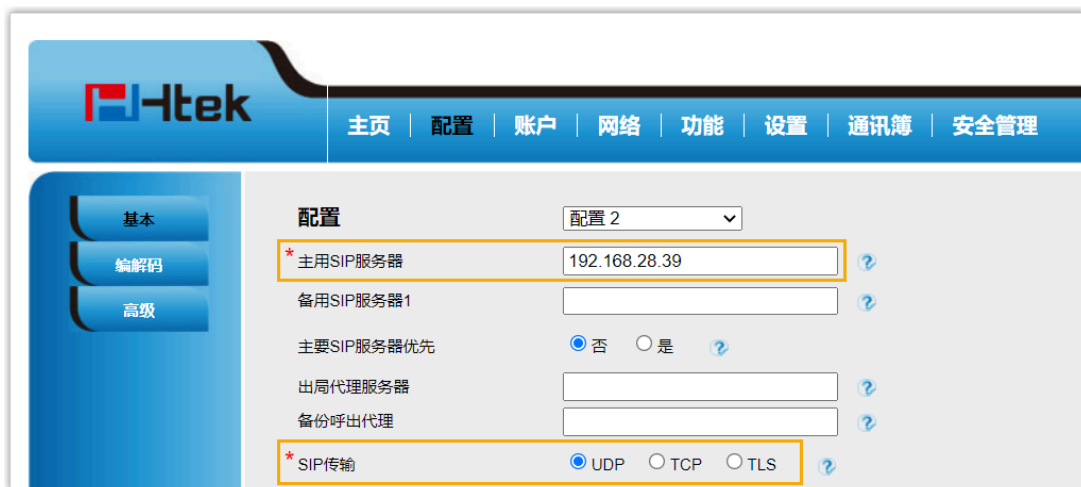 Htek
主页 配置 账户 网络 功能 设置 通讯簿 安全管理
基本
编解码
高级
配置 配置 2
* 主用SIP服务器 192.168.28.39 ?
备用SIP服务器1 ?
主要SIP服务器优先 否 是 ?
出局代理服务器 ?
备份呼出代理 ?
* SIP传输 UDP TCP TLS ?